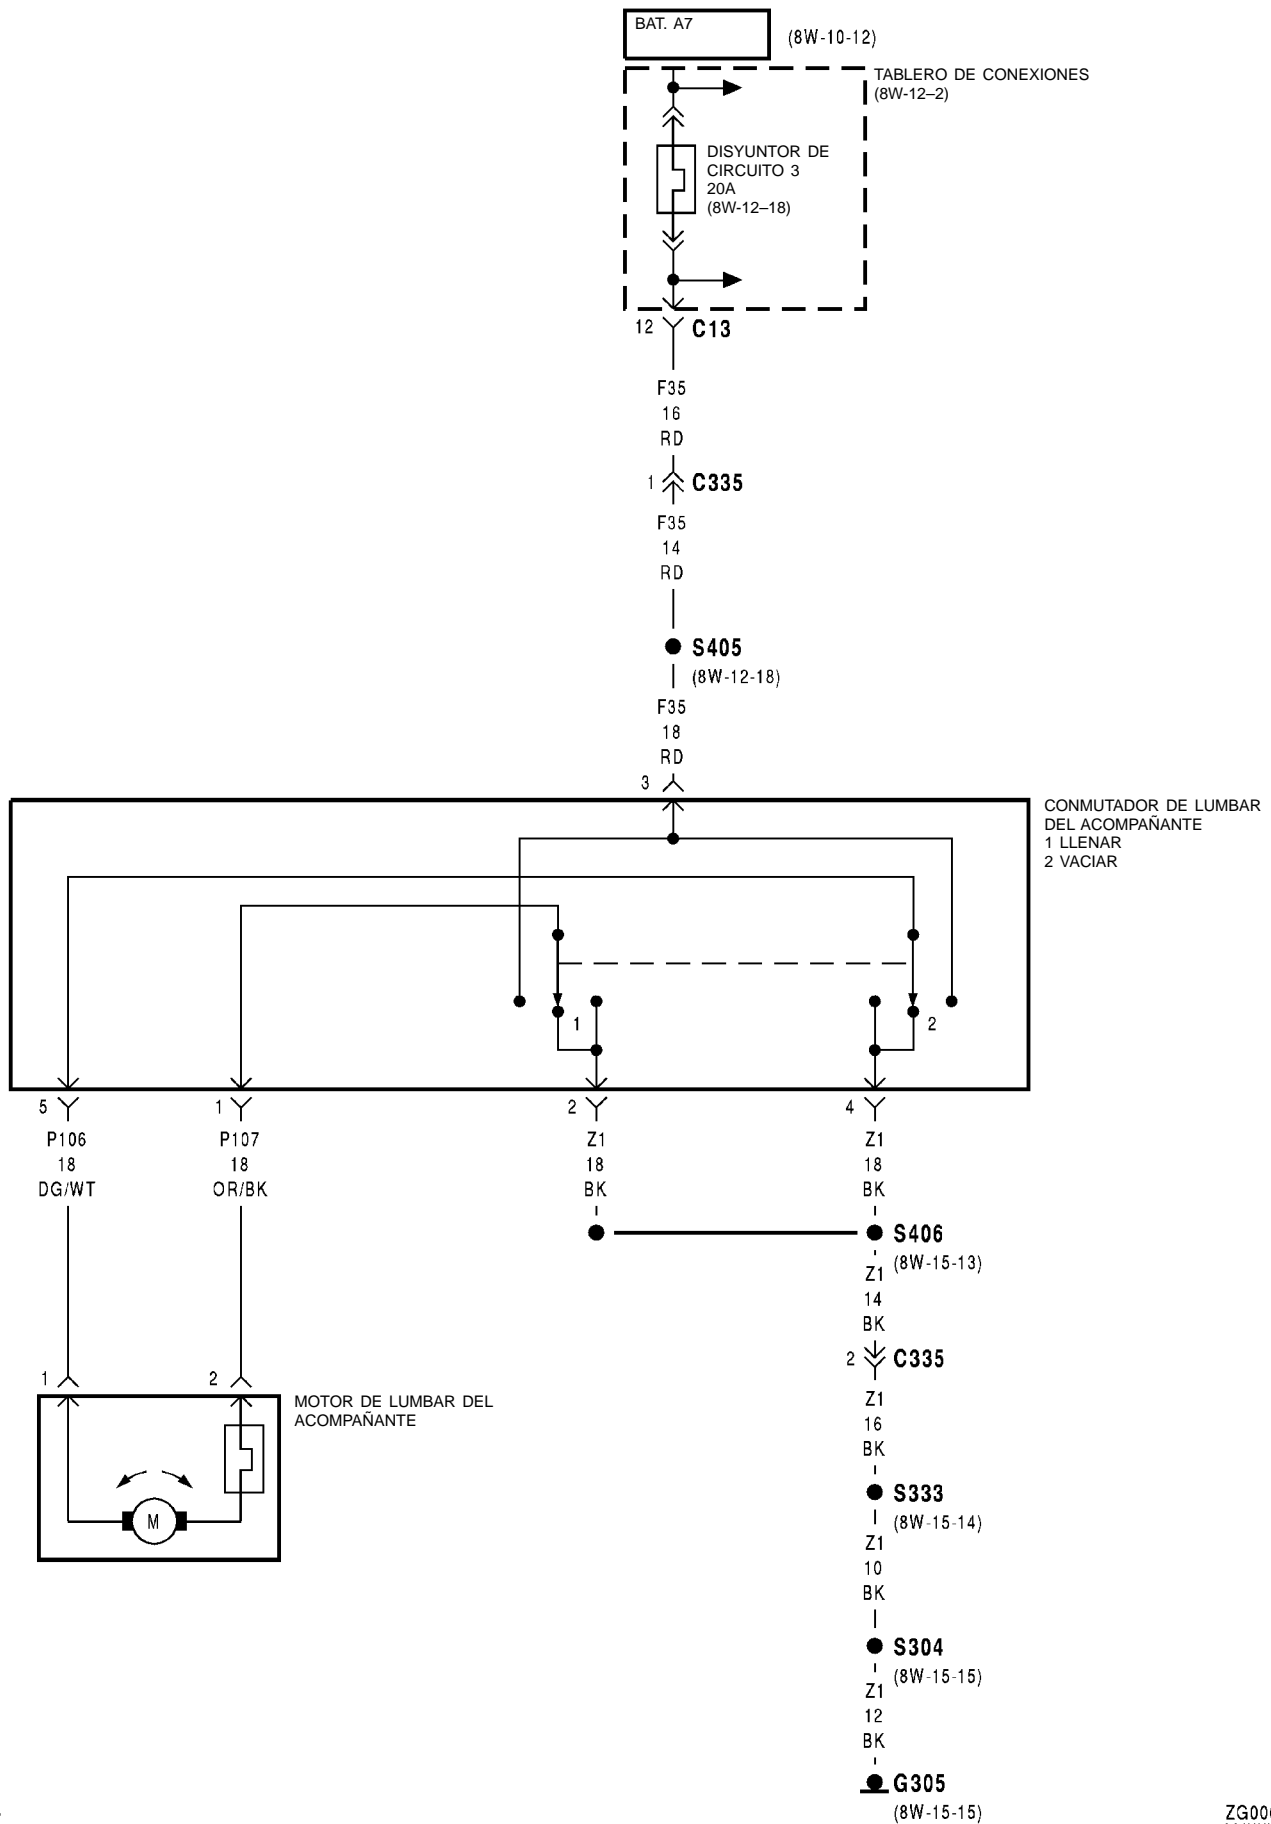 BAT. A7
(8W-10-12)
TABLERO DE CONEXIONES
(8W-12–2)
DISYUNTOR DE
CIRCUITO 3
20A
(8W-12–18)
12 C13
F35
16
RD
1 C335
F35
14
RD
S405
(8W-12-18)
F35
18
RD
3
CONMUTADOR DE LUMBAR
DEL ACOMPAÑANTE
1 LLENAR
2 VACIAR
1 2
5 1 2 4
P106 P107 Z1 Z1
18 18 18 18
DG/WT OR/BK BK BK
S406
(8W-15-13)
Z1
14
BK
2 C335
1 2
MOTOR DE LUMBAR DEL
ACOMPAÑANTE
M
Z1
16
BK
S333
(8W-15-14)
Z1
10
BK
S304
(8W-15-15)
Z1
12
BK
G305
(8W-15-15)